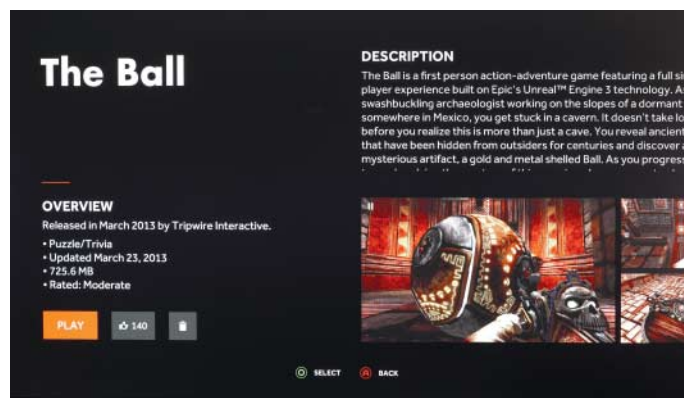 The Ball
OVERVIEW
Released in March 2013 by Tripwire Interactive.
• Puzzle/Trivia
• Updated March 23, 2013
• 725.6 MB
• Rated: Moderate
PLAY
140
DESCRIPTION
The Ball is a first person action-adventure game featuring a full
player experience built on Epic's Unreal™ Engine 3 technology.
swashbuckling archaeologist working on the slopes of a dormant
somewhere in Mexico, you get stuck in a cavern. It doesn't take
before you realize this is more than just a cave. You reveal ancient
that have been hidden from outsiders for centuries and discover
mysterious artifact, a gold and metal shelled Ball. As you progress
O SELECT
A BACK